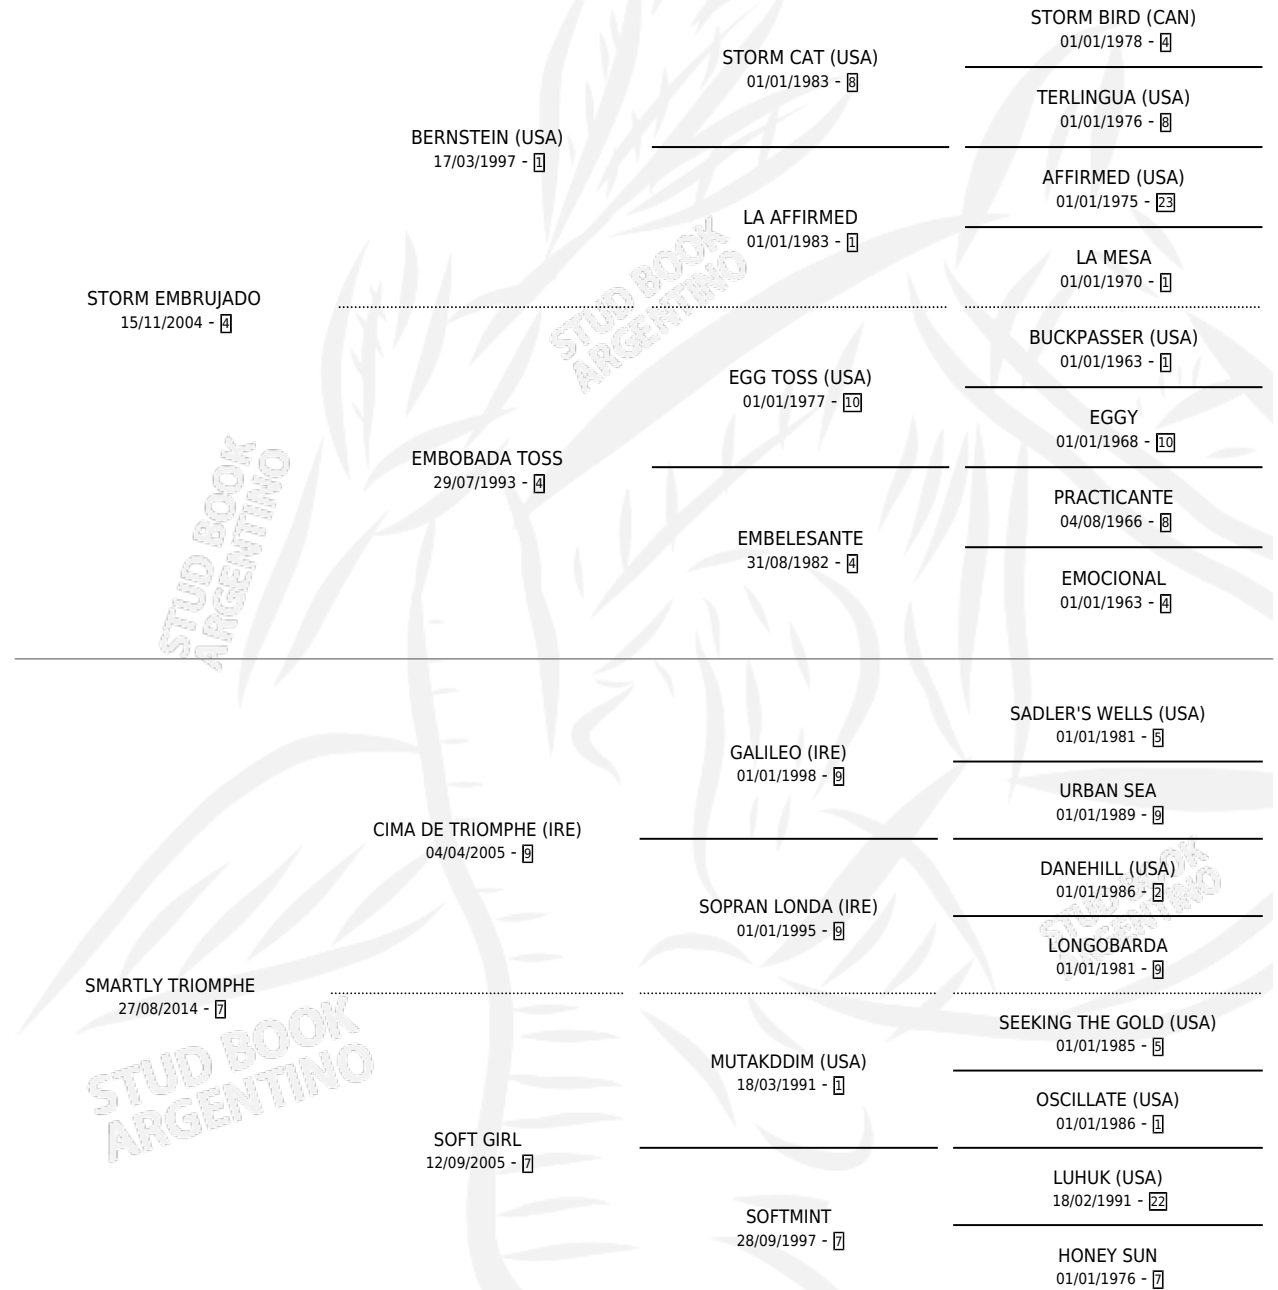 STORM BIRD (CAN)
01/01/1978 - 4
STORM CAT (USA)
01/01/1983 - 8
TERLINGUA (USA)
01/01/1976 - 8
BERNSTEIN (USA)
17/03/1997 - 1
AFFIRMED (USA)
01/01/1975 - 23
LA AFFIRMED
01/01/1983 - 1
LA MESA
01/01/1970 - 1
STORM EMBRUJADO
15/11/2004 - 4
STUD BOOK
ARGENTINO
BUCKPASSER (USA)
01/01/1963 - 1
EGG TOSS (USA)
01/01/1977 - 10
EGGY
01/01/1968 - 10
EMBOBADA TOSS
29/07/1993 - 4
PRACTICANTE
04/08/1966 - 8
EMBELESANTE
31/08/1982 - 4
EMOCIONAL
01/01/1963 - 4
STUD BOOK
ARGENTINO
SADLER'S WELLS (USA)
01/01/1981 - 5
GALILEO (IRE)
01/01/1998 - 9
URBAN SEA
01/01/1989 - 9
CIMA DE TRIOMPHE (IRE)
04/04/2005 - 9
DANEHILL (USA)
01/01/1986 - 2
SOPRAN LONDA (IRE)
01/01/1995 - 9
STUD BOOK
ARGENTINO
LONGOBARDA
01/01/1981 - 9
SMARTLY TRIOMPHE
27/08/2014 - 7
SEEKING THE GOLD (USA)
01/01/1985 - 5
MUTAKDDIM (USA)
18/03/1991 - 1
OSCILLATE (USA)
01/01/1986 - 1
STUD BOOK
ARGENTINO
SOFT GIRL
12/09/2005 - 7
LUHUK (USA)
18/02/1991 - 22
SOFTMINT
28/09/1997 - 7
HONEY SUN
01/01/1976 - 7